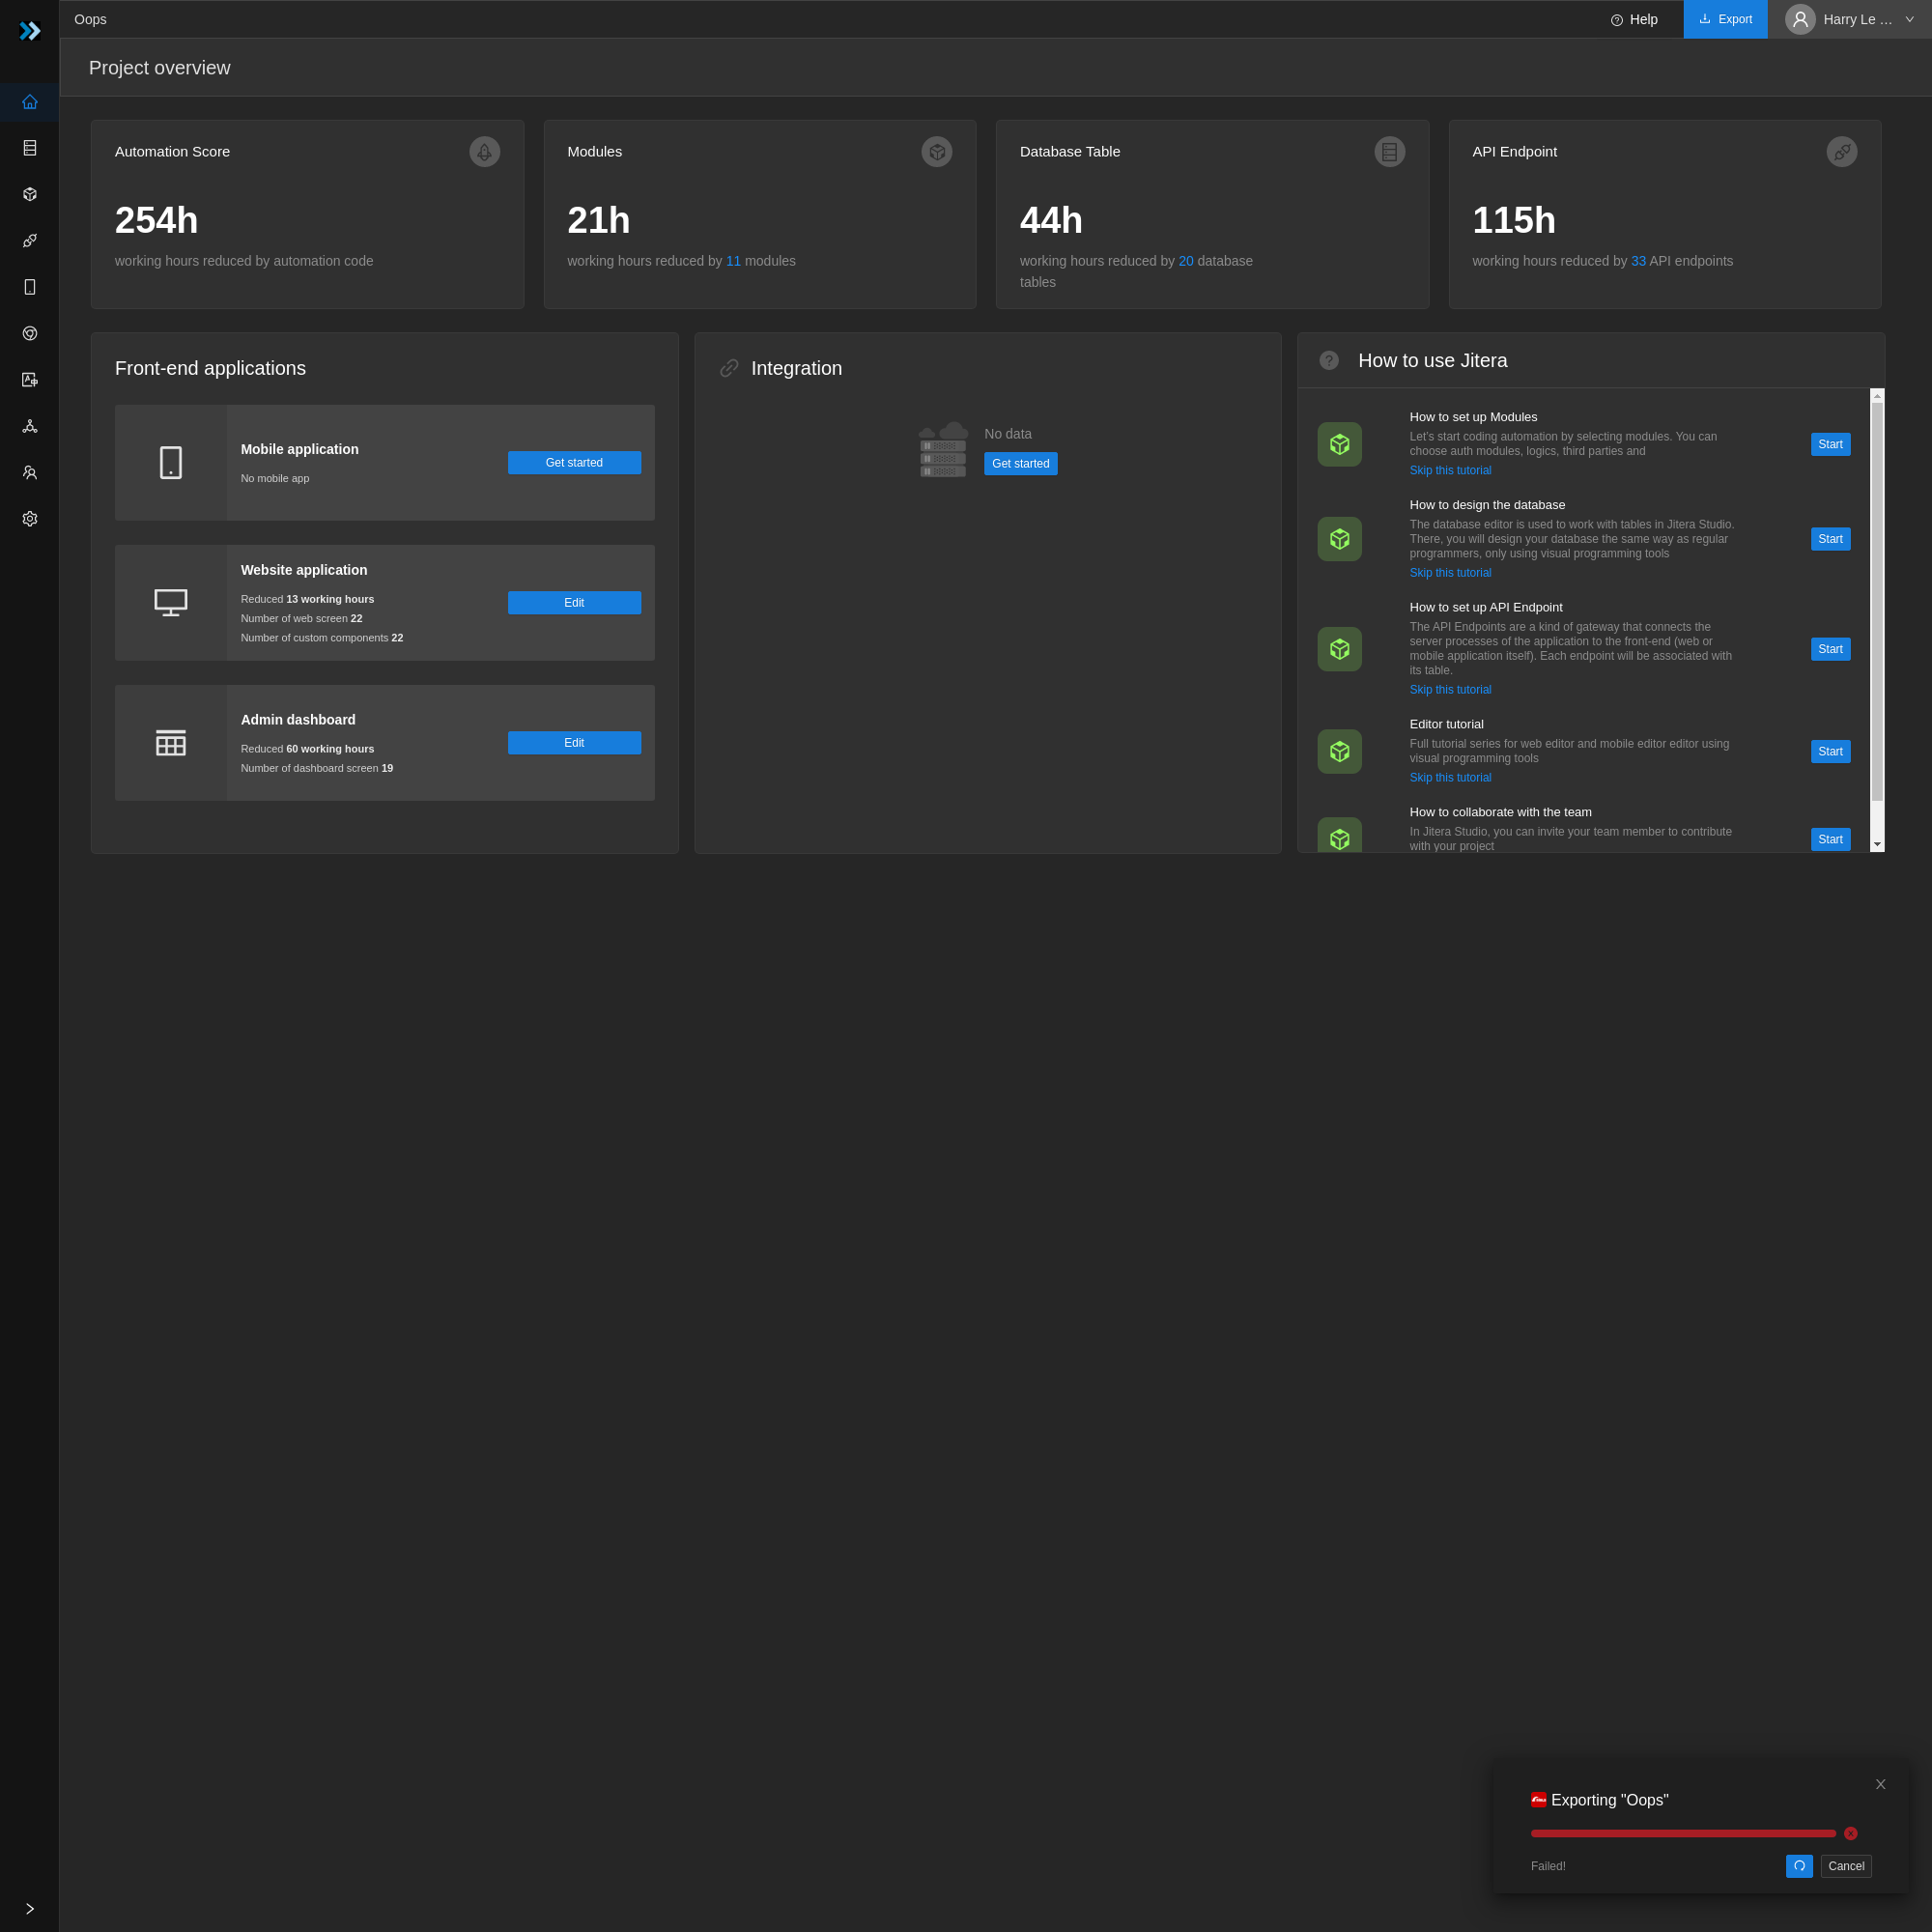 Oops
Help
Export
Harry Le ...
Project overview
Automation Score
254h
working hours reduced by automation code
Modules
21h
working hours reduced by 11 modules
Database Table
44h
working hours reduced by 20 database
tables
API Endpoint
115h
working hours reduced by 33 API endpoints
Front-end applications
Mobile application
No mobile app
Get started
Website application
Reduced 13 working hours
Number of web screen 22
Number of custom components 22
Edit
Admin dashboard
Reduced 60 working hours
Number of dashboard screen 19
Edit
Integration
No data
Get started
How to use Jitera
How to set up Modules
Let's start coding automation by selecting modules. You can
choose auth modules, logics, third parties and
Skip this tutorial
Start
How to design the database
The database editor is used to work with tables in Jitera Studio.
There, you will design your database the same way as regular
programmers, only using visual programming tools
Skip this tutorial
Start
How to set up API Endpoint
The API Endpoints are a kind of gateway that connects the
server processes of the application to the front-end (web or
mobile application itself). Each endpoint will be associated with
its table.
Skip this tutorial
Start
Editor tutorial
Full tutorial series for web editor and mobile editor editor using
visual programming tools
Skip this tutorial
Start
How to collaborate with the team
In Jitera Studio, you can invite your team member to contribute
with your project
Start
Exporting "Oops"
Failed!
Cancel